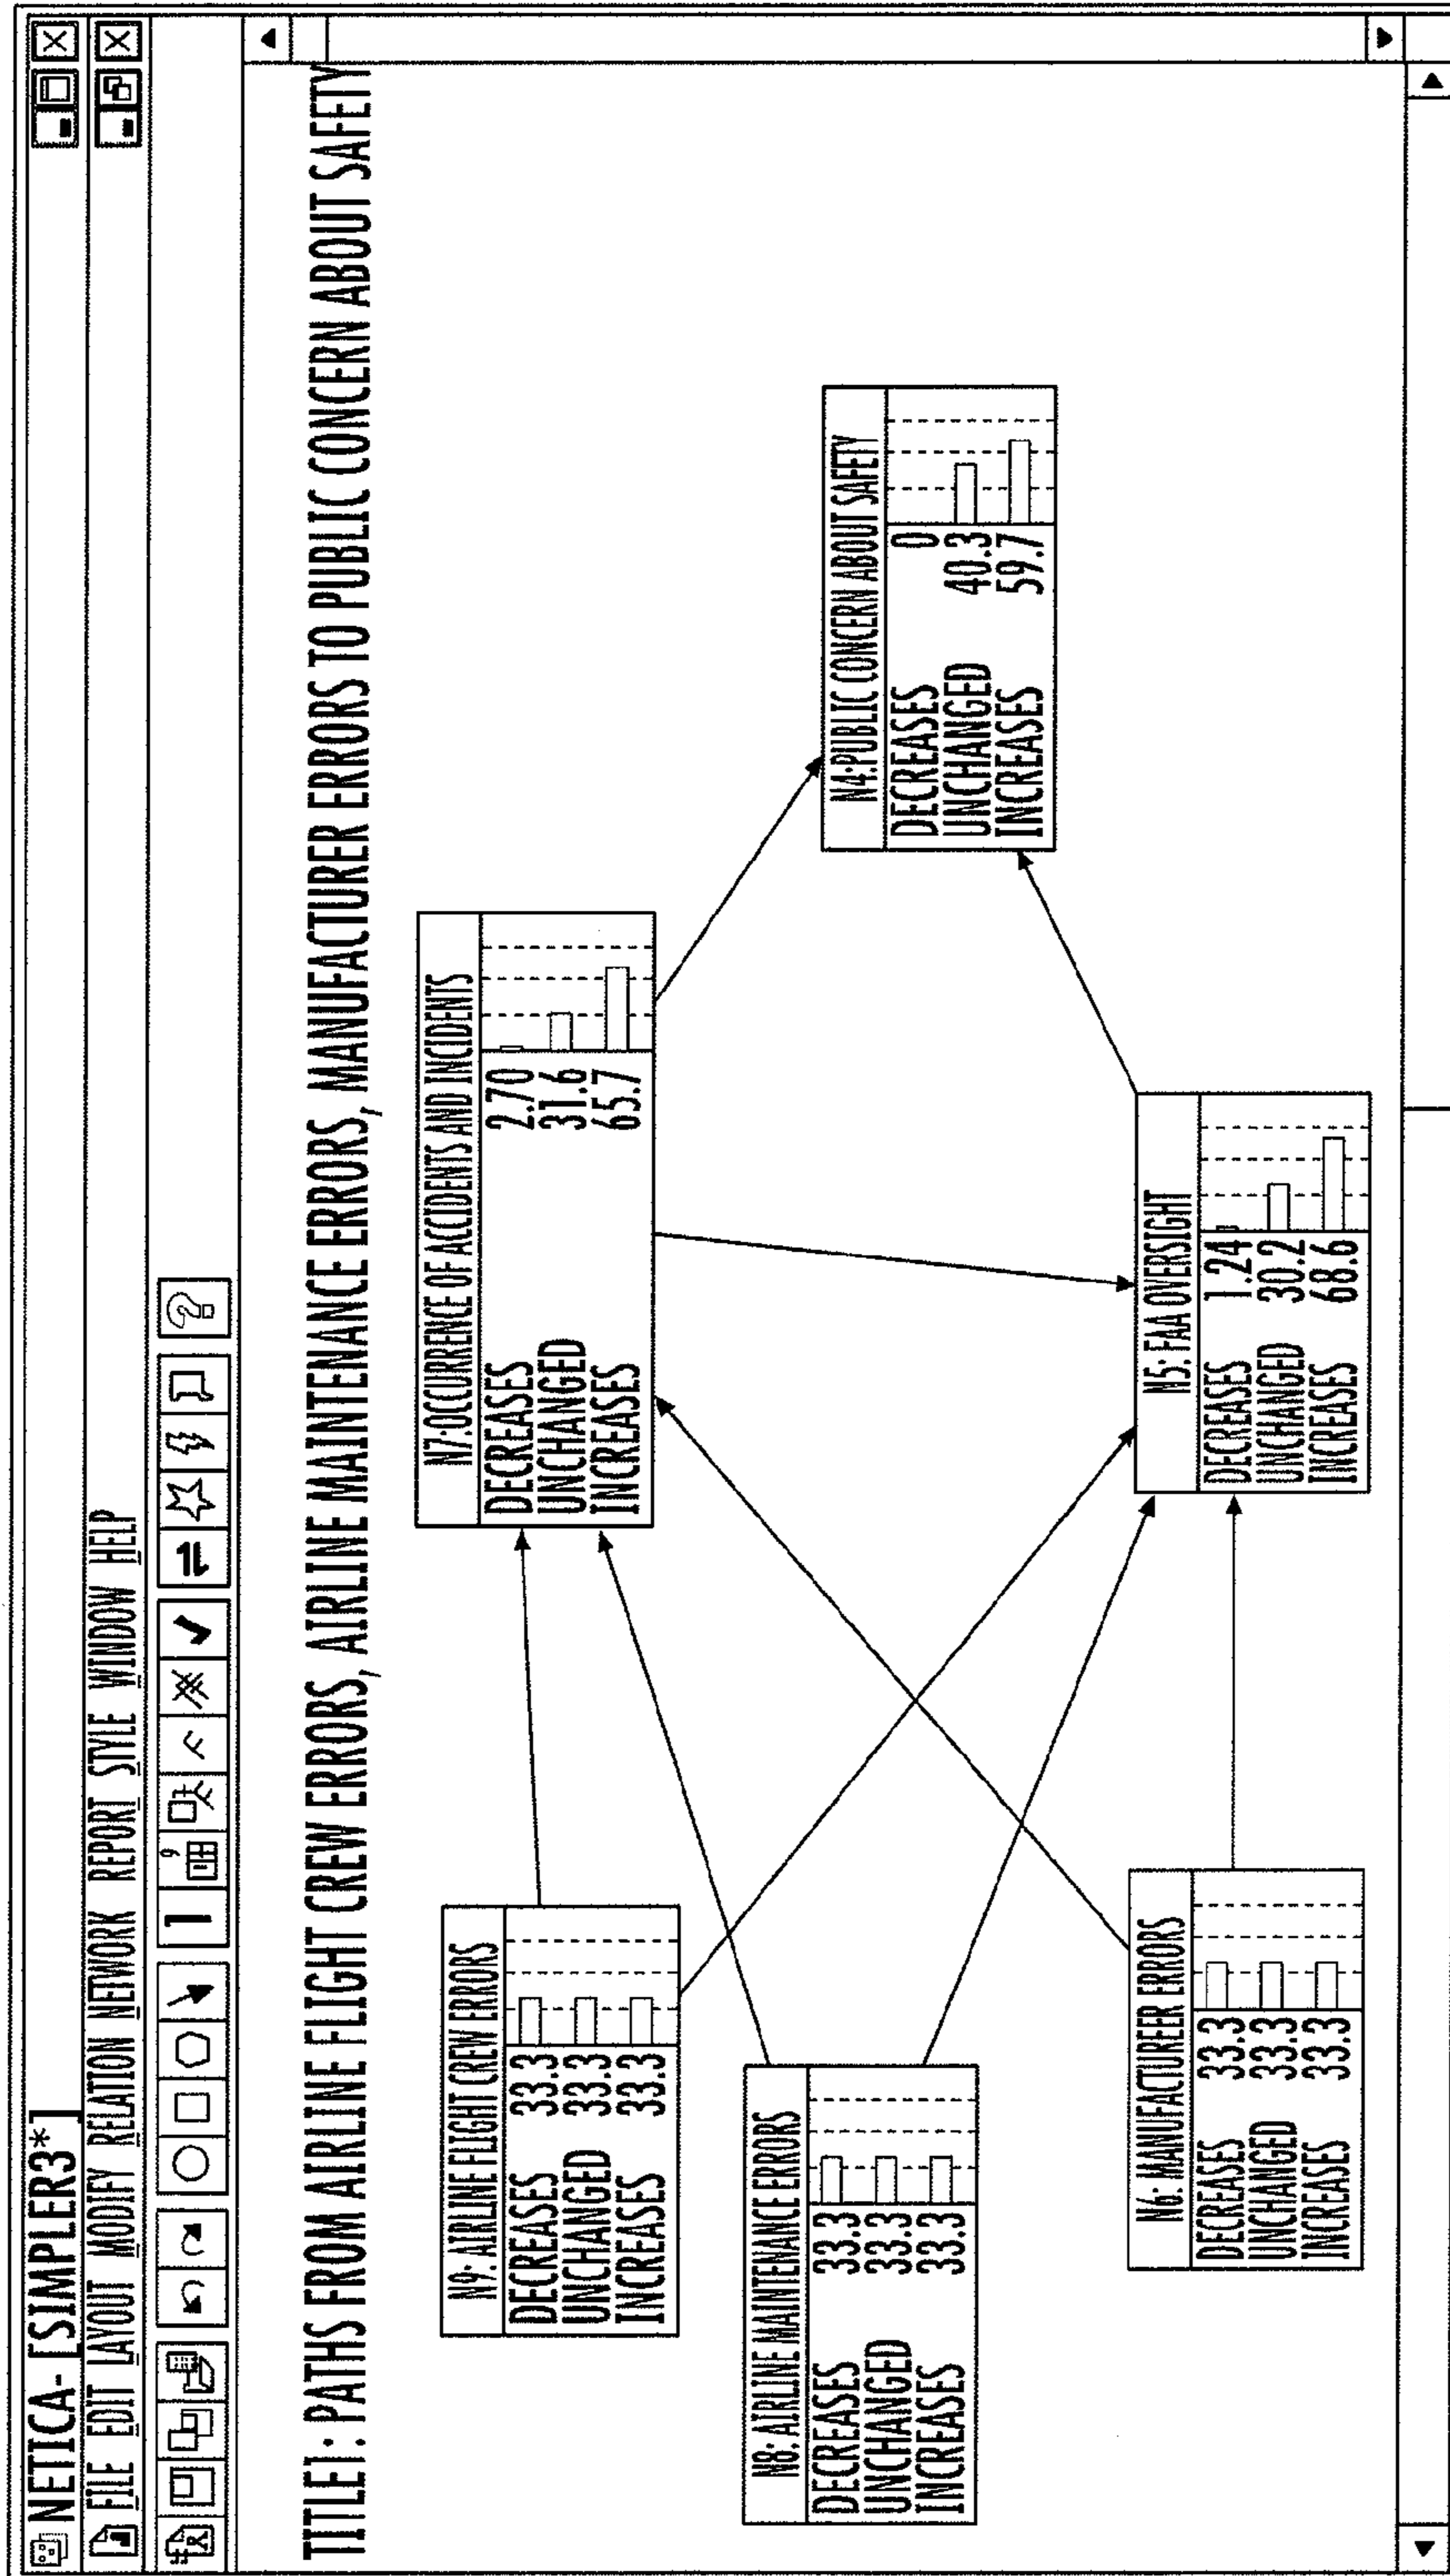 NETICA- [SIMPLER3*]
FILE EDIT LAYOUT MODIFY RELATION NETWORK REPORT STYLE WINDOW HELP
TITLE1: PATHS FROM AIRLINE FLIGHT CREW ERRORS, AIRLINE MAINTENANCE ERRORS, MANUFACTURER ERRORS TO PUBLIC CONCERN ABOUT SAFETY
N9: AIRLINE FLIGHT CREW ERRORS
DECREASES 33.3
UNCHANGED 33.3
INCREASES 33.3
N7:OCCURRENCE OF ACCIDENTS AND INCIDENTS
DECREASES 2.70
UNCHANGED 31.6
INCREASES 65.7
N8: AIRLINE MAINTENANCE ERRORS
DECREASES 33.3
UNCHANGED 33.3
INCREASES 33.3
N4:PUBLIC CONCERN ABOUT SAFETY
DECREASES 0
UNCHANGED 40.3
INCREASES 59.7
N6: MANUFACTUREER ERRORS
DECREASES 33.3
UNCHANGED 33.3
INCREASES 33.3
N5: FAA OVERSIGHT
DECREASES 1.24
UNCHANGED 30.2
INCREASES 68.6